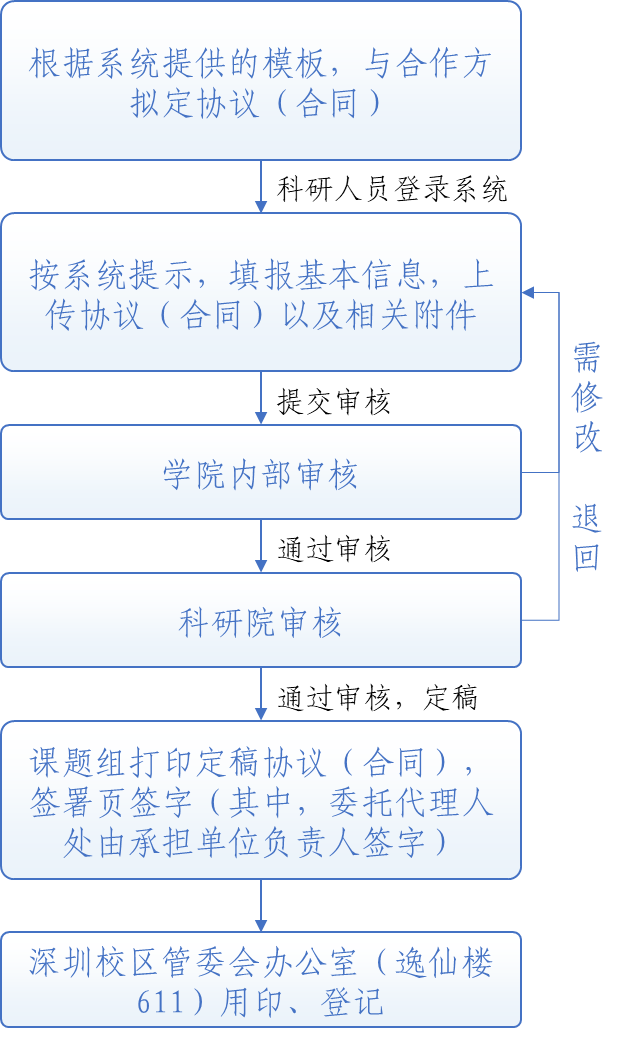 根据系统提供的模板，与合作方
拟定协议（合同）
科研人员登录系统
按系统提示，填报基本信息，上
传协议（合同）以及相关附件
提交审核
学院内部审核
通过审核
科研院审核
需修改
退回
通过审核，定稿
课题组打印定稿协议（合同），
签署页签字（其中，委托代理人
处由承担单位负责人签字）
深圳校区管委会办公室（逸仙楼
611）用印、登记